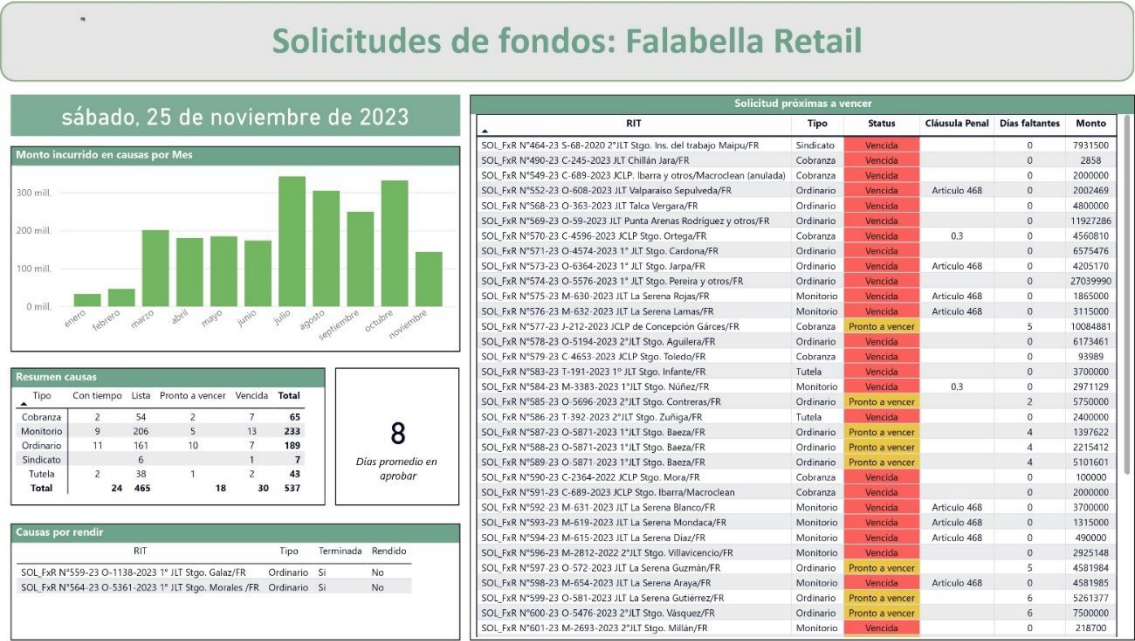 Solicitudes de fondos: Falabella Retail
sábado, 25 de noviembre de 2023
Monto incurrido en causas por Mes
300 mill.
200 mill.
100 mill.
0 mill.
enero febrero marzo abril mayo junio julio agosto septiembre octubre noviembre
Resumen causas
Tipo Con tiempo Lista Pronto a vencer Vencida Total
Cobranza 2 54 2 7 65
Monitorio 9 206 5 13 233
Ordinario 11 161 10 7 189
Sindicato 6 1 7
Tutela 2 38 1 2 43
Total 24 465 18 30 537
8
Días promedio en
aprobar
Causas por rendir
RIT Tipo Terminada Rendido
SOL_FxR N°559-23 O-1138-2023 1° JLT Stgo. Galaz/FR Ordinario Si No
SOL_FxR N°564-23 O-5361-2023 1° JLT Stgo. Morales /FR Ordinario Si No
Solicitud próximas a vencer
RIT Tipo Status Cláusula Penal Días faltantes Monto
SOL_FxR N°464-23 S-68-2020 2°JLT Stgo. Ins. del trabajo Maipu/FR Sindicato Vencida 0 7931500
SOL_FxR N°490-23 C-245-2023 JLT Chillán Jara/FR Cobranza Vencida 0 2858
SOL_FxR N°549-23 C-689-2023 JCLP. Ibarra y otros/Macroclean (anulada) Cobranza Vencida 0 2000000
SOL_FxR N°552-23 O-608-2023 JLT Valparaíso Sepulveda/FR Ordinario Vencida Articulo 468 0 2002469
SOL_FxR N°568-23 O-363-2023 JLT Talca Vergara/FR Ordinario Vencida 0 4800000
SOL_FxR N°569-23 O-59-2023 JLT Punta Arenas Rodríguez y otros/FR Ordinario Vencida 0 11927286
SOL_FxR N°570-23 C-4596-2023 JCLP Stgo. Ortega/FR Cobranza Vencida 0,3 0 4560810
SOL_FxR N°571-23 O-4574-2023 1° JLT Stgo. Cardona/FR Ordinario Vencida 0 6575476
SOL_FxR N°573-23 O-6364-2023 1° JLT Stgo. Jarpa/FR Ordinario Vencida Articulo 468 0 4205170
SOL_FxR N°574-23 O-5576-2023 1° JLT Stgo. Pereira y otros/FR Ordinario Vencida 0 27039990
SOL_FxR N°575-23 M-630-2023 JLT La Serena Rojas/FR Monitorio Vencida Articulo 468 0 1865000
SOL_FxR N°576-23 M-632-2023 JLT La Serena Lamas/FR Monitorio Vencida Articulo 468 0 3115000
SOL_FxR N°577-23 J-212-2023 JCLP de Concepción Gárces/FR Cobranza Pronto a vencer 5 10084881
SOL_FxR N°578-23 O-5194-2023 2°JLT Stgo. Aguilera/FR Ordinario Vencida 0 6173461
SOL_FxR N°579-23 C-4653-2023 JCLP Stgo. Toledo/FR Cobranza Vencida 0 93989
SOL_FxR N°583-23 T-191-2023 1º JLT Stgo. Infante/FR Tutela Vencida 0 3700000
SOL_FxR N°584-23 M-3383-2023 1°JLT Stgo. Núñez/FR Monitorio Vencida 0,3 0 2971129
SOL_FxR N°585-23 O-5696-2023 2°JLT Stgo. Contreras/FR Ordinario Pronto a vencer 2 5750000
SOL_FxR N°586-23 T-392-2023 2°JLT Stgo. Zuñiga/FR Tutela Vencida 0 2400000
SOL_FxR N°587-23 O-5871-2023 1°JLT Stgo. Baeza/FR Ordinario Pronto a vencer 4 1397622
SOL_FxR N°588-23 O-5871-2023 1°JLT Stgo. Baeza/FR Ordinario Pronto a vencer 4 2215412
SOL_FxR N°589-23 O-5871-2023 1°JLT Stgo. Baeza/FR Ordinario Pronto a vencer 4 5101601
SOL_FxR N°590-23 C-2364-2022 JCLP Stgo. Mora/FR Cobranza Vencida 0 100000
SOL_FxR N°591-23 C-689-2023 JCLP Stgo. Ibarra/Macroclean Cobranza Vencida 0 2000000
SOL_FxR N°592-23 M-631-2023 JLT La Serena Blanco/FR Monitorio Vencida Articulo 468 0 3700000
SOL_FxR N°593-23 M-619-2023 JLT La Serena Mondaca/FR Monitorio Vencida Articulo 468 0 1315000
SOL_FxR N°594-23 M-615-2023 JLT La Serena Diaz/FR Monitorio Vencida Articulo 468 0 490000
SOL_FxR N°596-23 M-2812-2022 2°JLT Stgo. Villavicencio/FR Monitorio Vencida 0 2925148
SOL_FxR N°597-23 O-572-2023 JLT La Serena Guzmán/FR Ordinario Pronto a vencer 5 4581984
SOL_FxR N°598-23 M-654-2023 JLT La Serena Araya/FR Monitorio Vencida Articulo 468 0 4581985
SOL_FxR N°599-23 O-581-2023 JLT La Serena Gutiérrez/FR Ordinario Pronto a vencer 6 5261377
SOL_FxR N°600-23 O-5476-2023 2°JLT Stgo. Vásquez/FR Ordinario Pronto a vencer 6 7500000
SOL_FxR N°601-23 M-2693-2023 2°JLT Stgo. Millán/FR Monitorio Vencida 0 218700